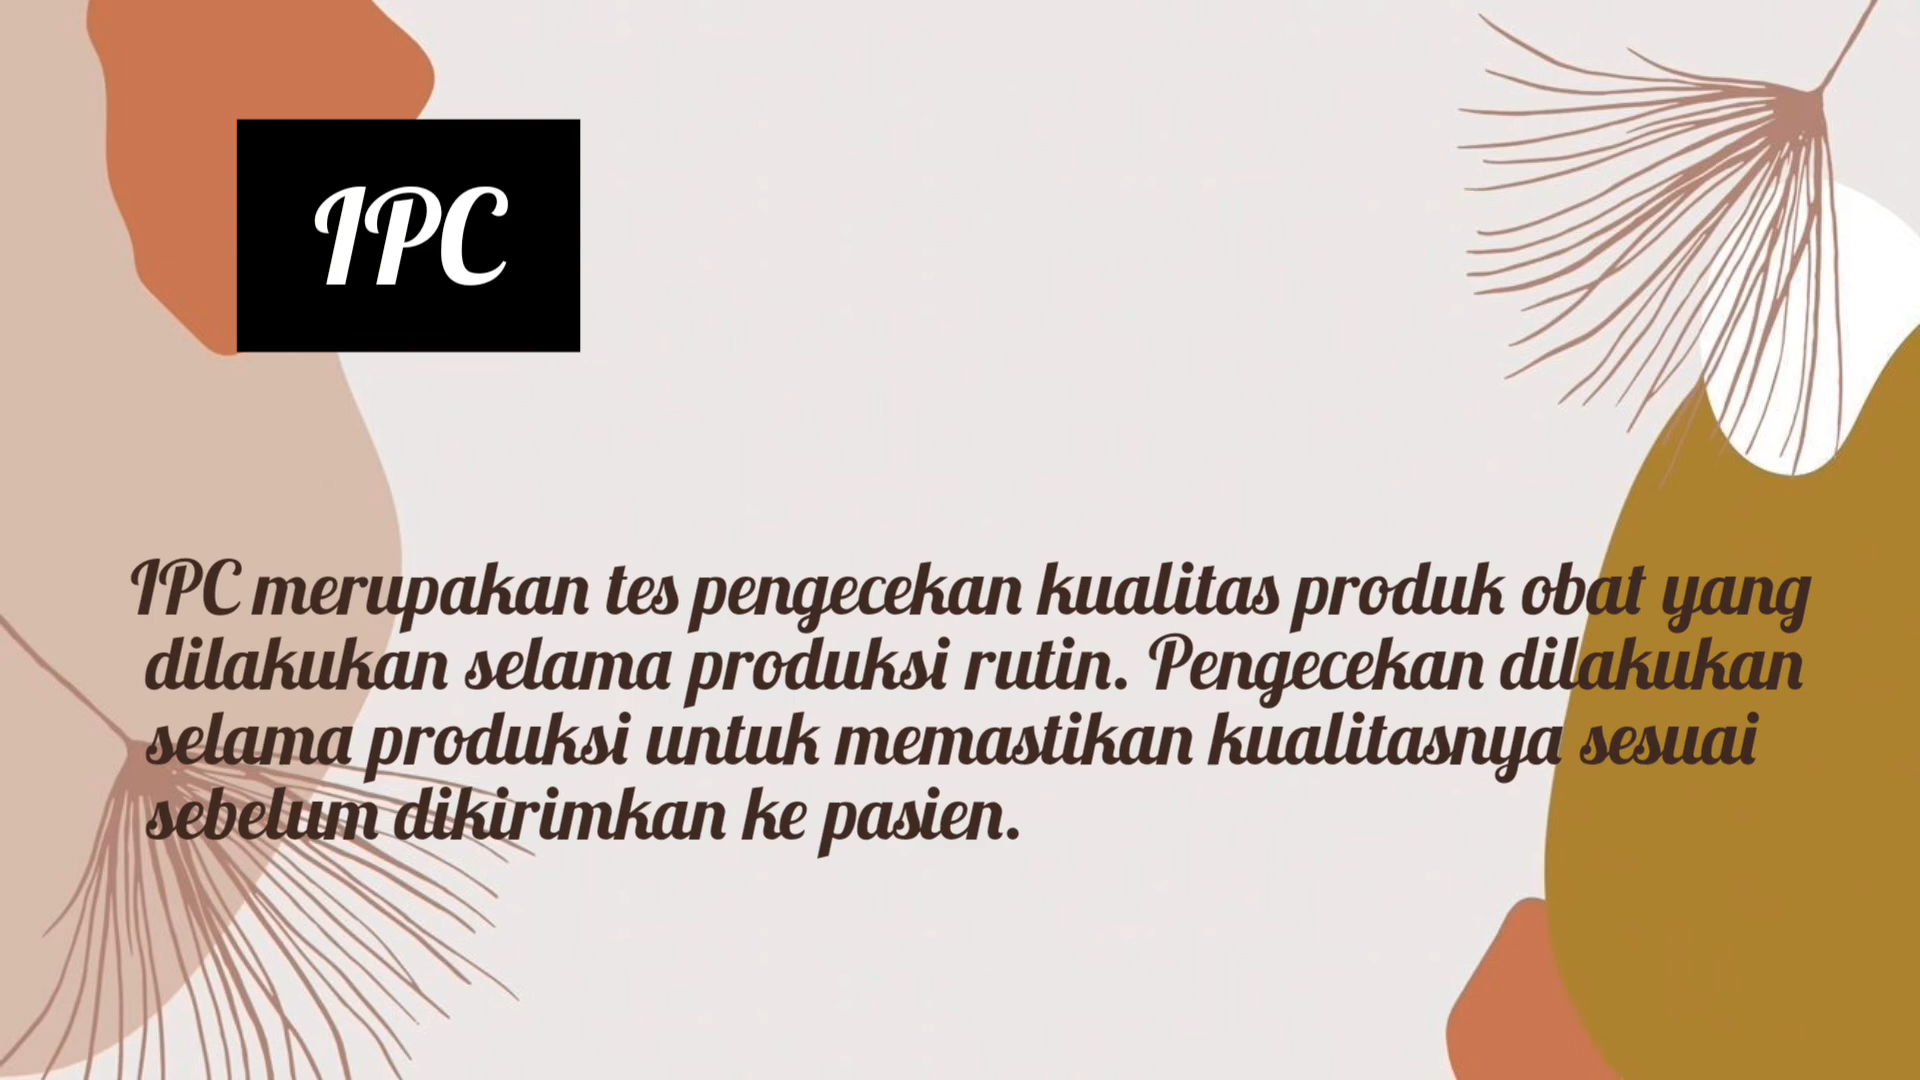 IPC
IPC merupakan tes pengecekan kualitas produk obat yang
dilakukan selama produksi rutin. Pengecekan dilakukan
selama produksi untuk memastikan kualitasnya sesuai
sebelum dikirimkan ke pasien.